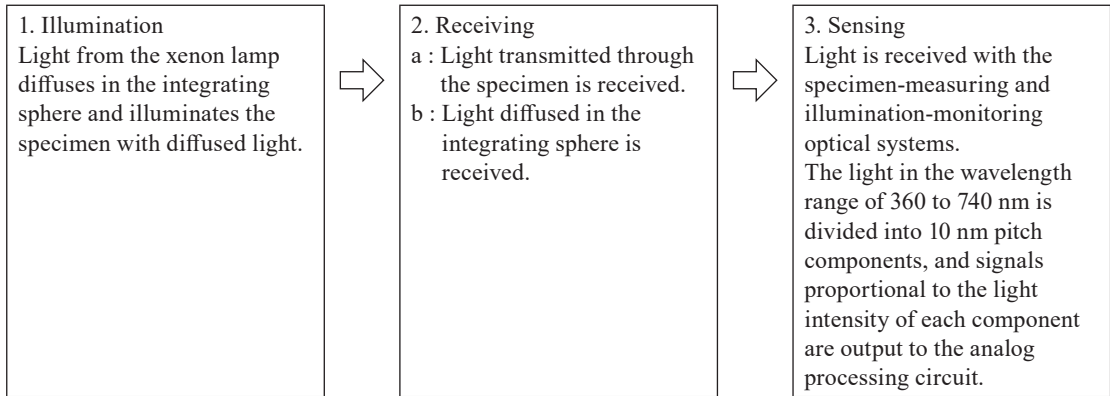 1. Illumination
Light from the xenon lamp
diffuses in the integrating
sphere and illuminates the
specimen with diffused light.
2. Receiving
a : Light transmitted through
the specimen is received.
b : Light diffused in the
integrating sphere is
received.
3. Sensing
Light is received with the
specimen-measuring and
illumination-monitoring
optical systems.
The light in the wavelength
range of 360 to 740 nm is
divided into 10 nm pitch
components, and signals
proportional to the light
intensity of each component
are output to the analog
processing circuit.